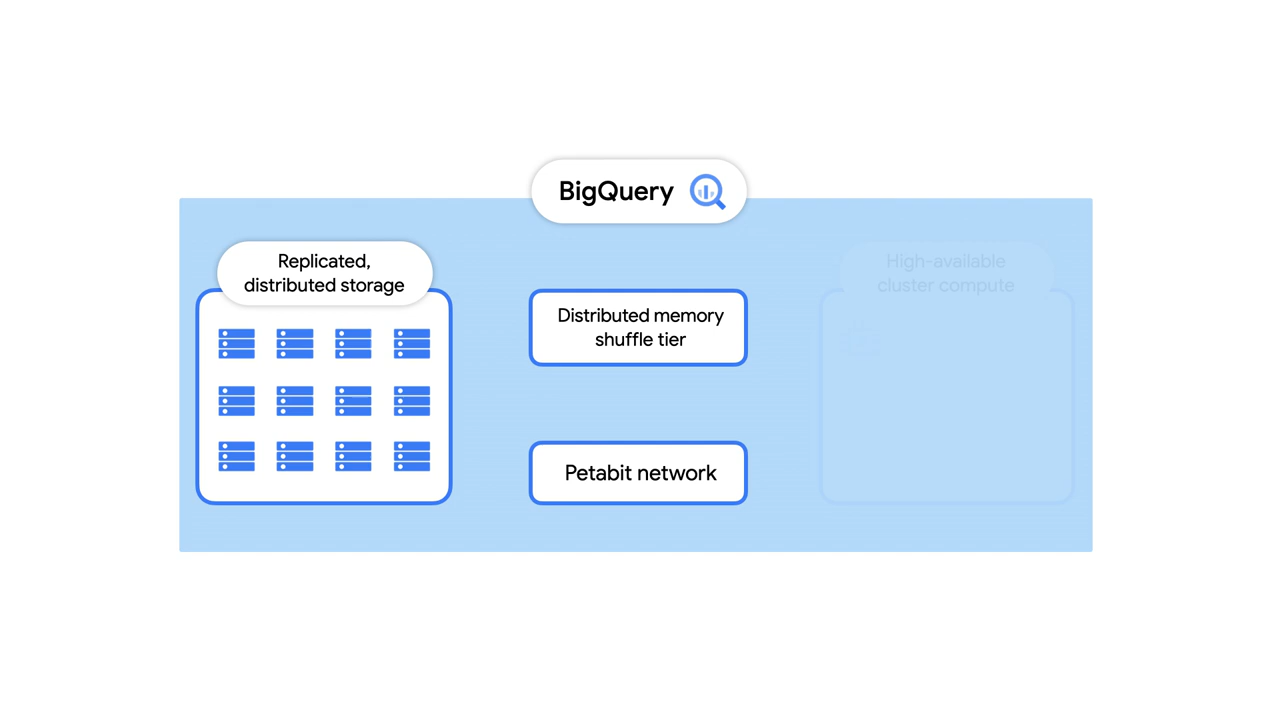 BigQuery
Replicated,
distributed storage
Distributed memory
shuffle tier
Petabit network
High-available
cluster compute